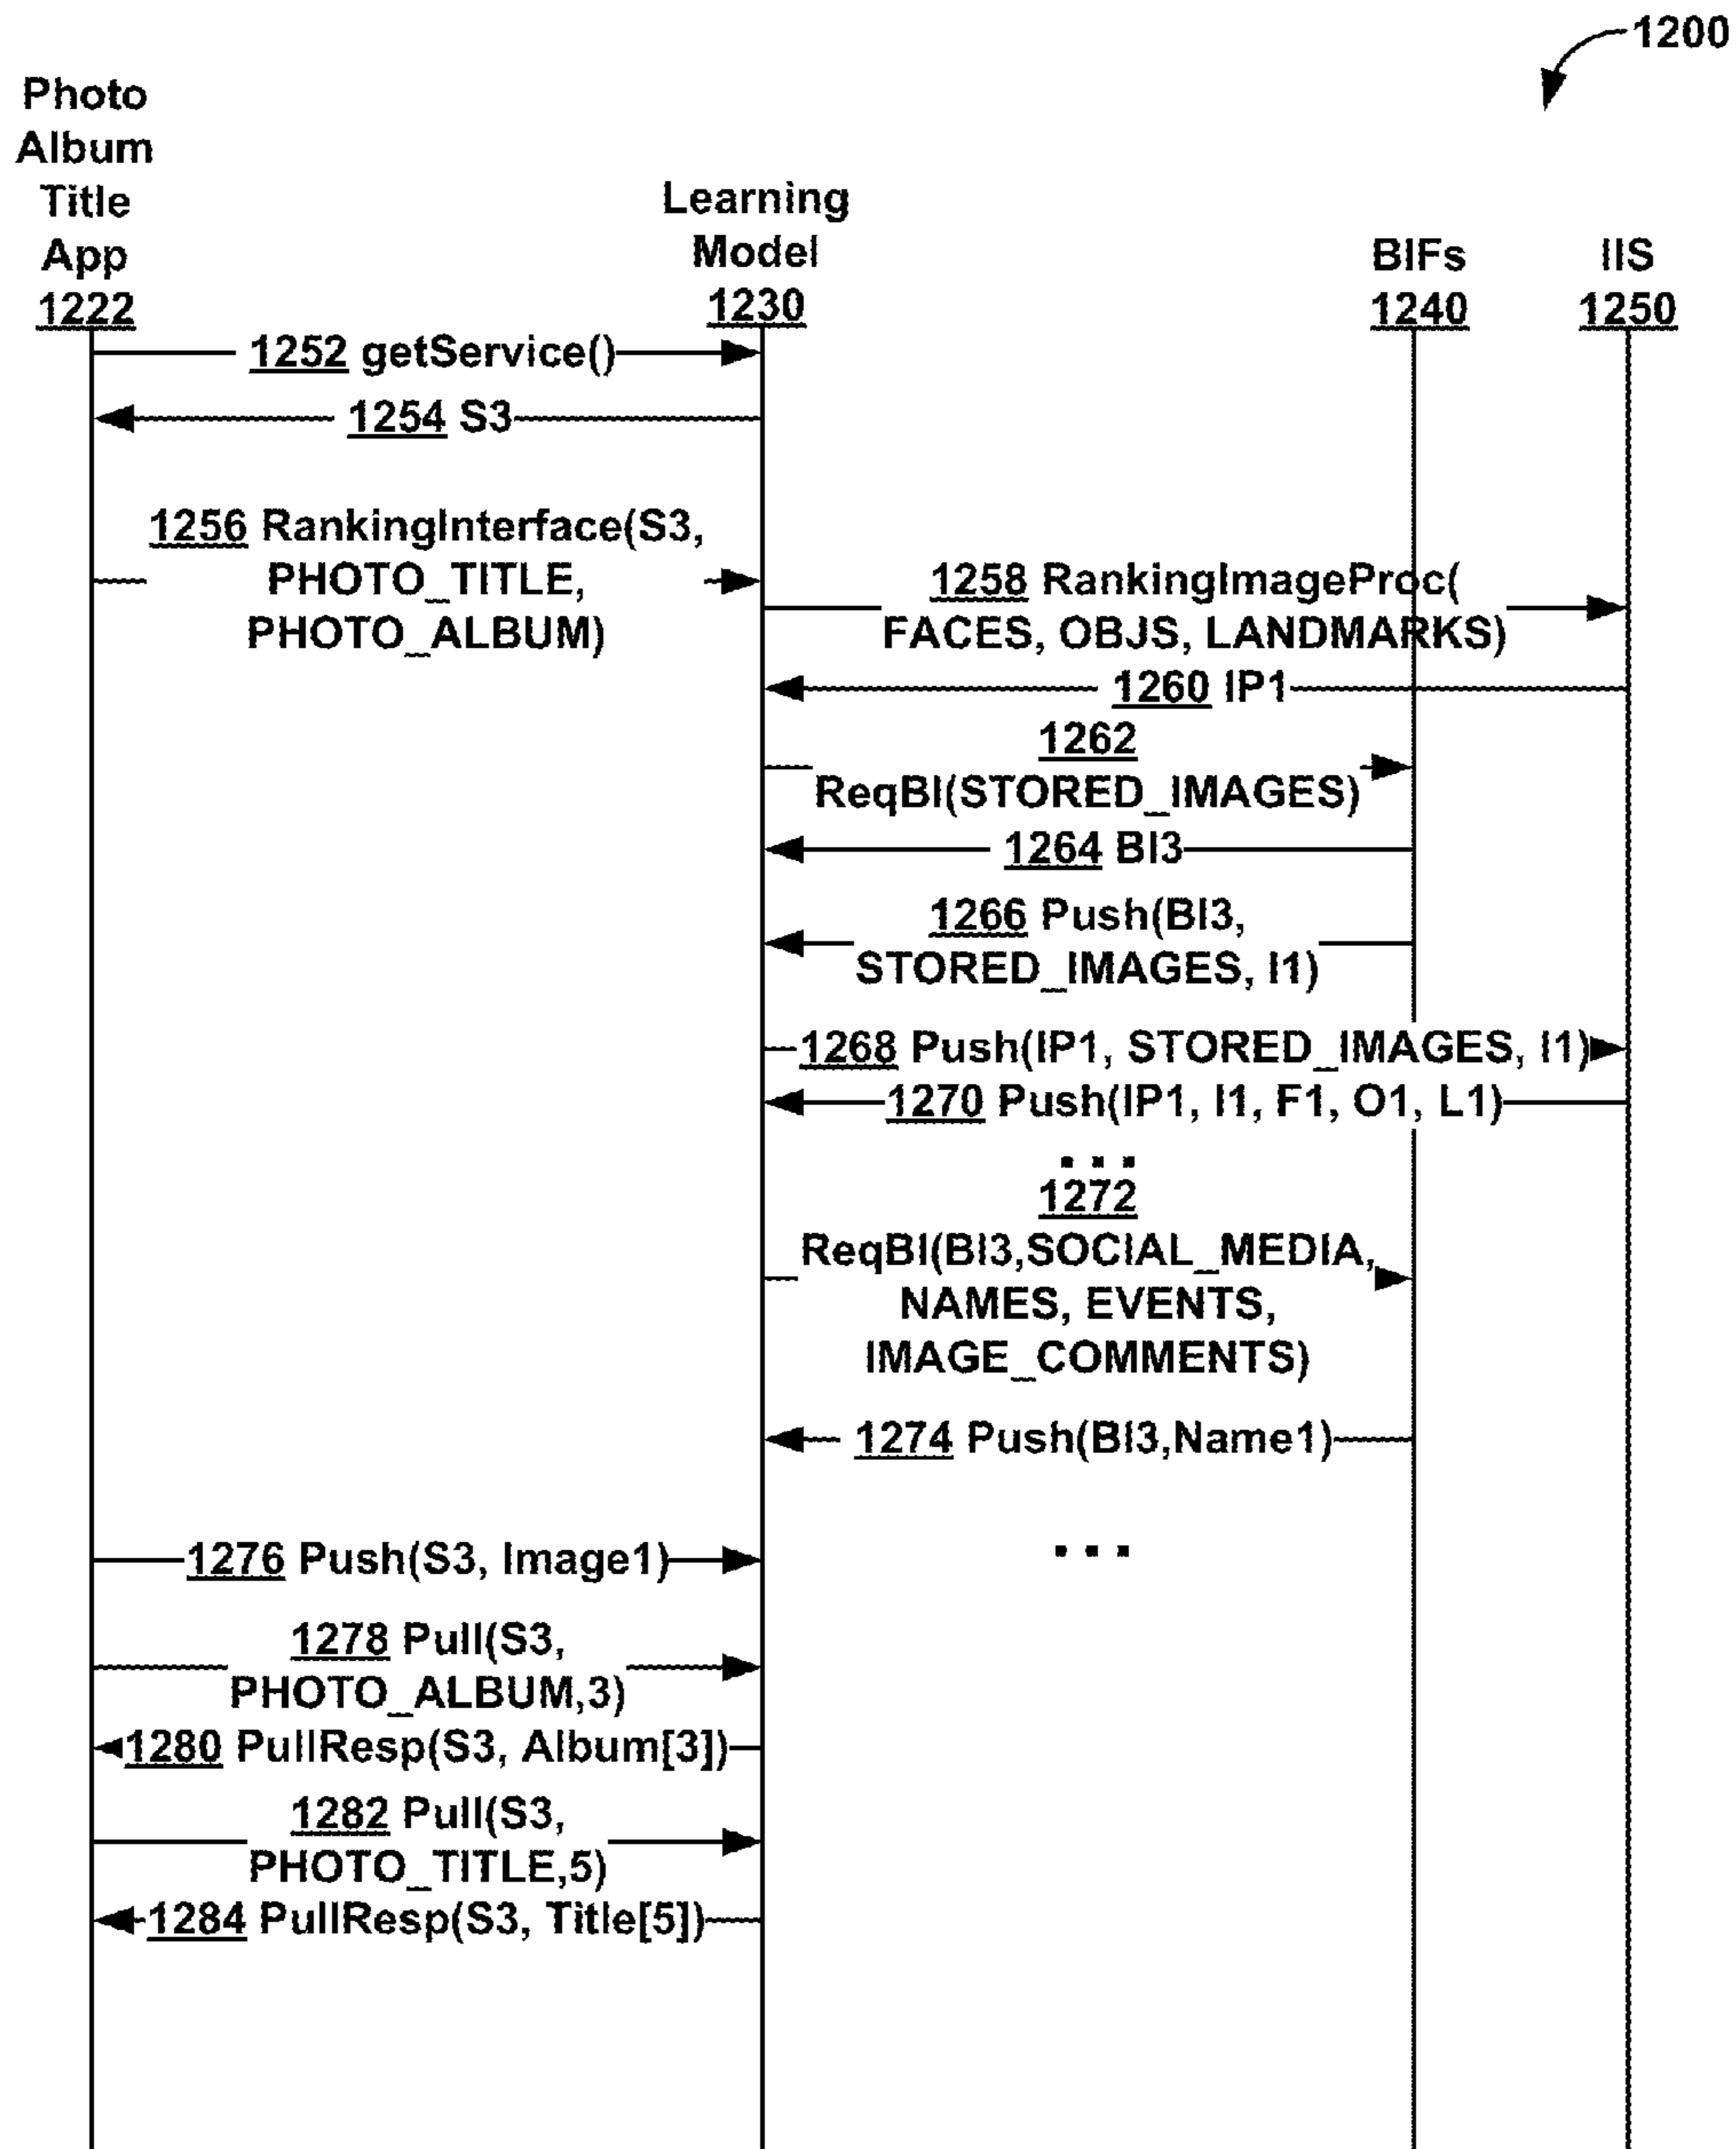 1200
Photo
Album
Title
App
1222
Learning
Model
1230
BIFs
1240
IIS
1250
1252 getService()
1254 S3
1256 RankingInterface(S3,
PHOTO_TITLE,
PHOTO_ALBUM)
1258 RankingImageProc(
FACES, OBJS, LANDMARKS)
1260 IP1
1262
ReqBI(STORED_IMAGES)
1264 BI3
1266 Push(BI3,
STORED_IMAGES, I1)
1268 Push(IP1, STORED_IMAGES, I1)
1270 Push(IP1, I1, F1, O1, L1)
...
1272
ReqBI(BI3,SOCIAL_MEDIA,
NAMES, EVENTS,
IMAGE_COMMENTS)
1274 Push(BI3,Name1)
...
1276 Push(S3, Image1)
1278 Pull(S3,
PHOTO_ALBUM,3)
1280 PullResp(S3, Album[3])
1282 Pull(S3,
PHOTO_TITLE,5)
1284 PullResp(S3, Title[5])